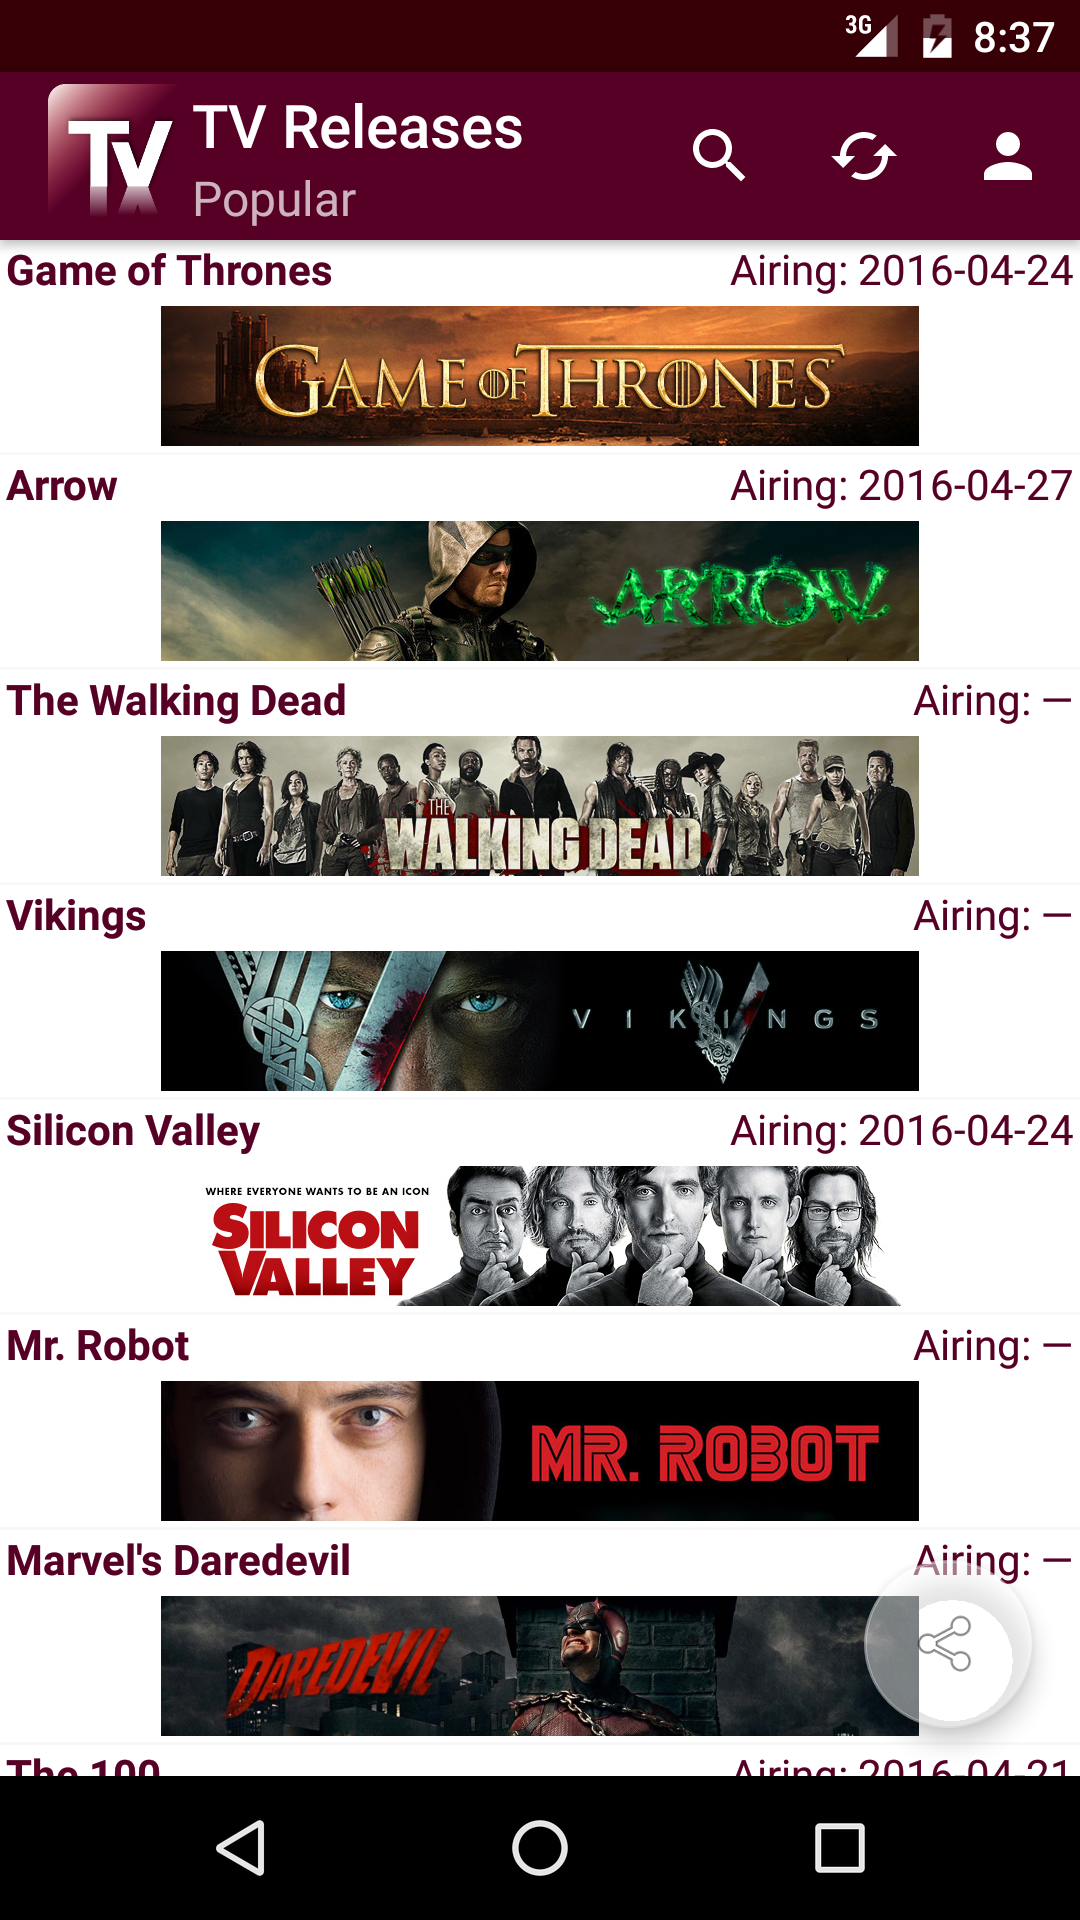 3G 8:37
TV TV Releases
Popular
Game of Thrones Airing: 2016-04-24
GAME OF THRONES
Arrow Airing: 2016-04-27
ARROW
The Walking Dead Airing: —
THE
WALKING DEAD
Vikings Airing: —
VIKINGS
Silicon Valley Airing: 2016-04-24
WHERE EVERYONE WANTS TO BE AN ICON
SILICON
VALLEY
Mr. Robot Airing: —
MR. ROBOT
Marvel's Daredevil Airing: —
DAREDEVIL
The 100 Airing: 2016-04-21